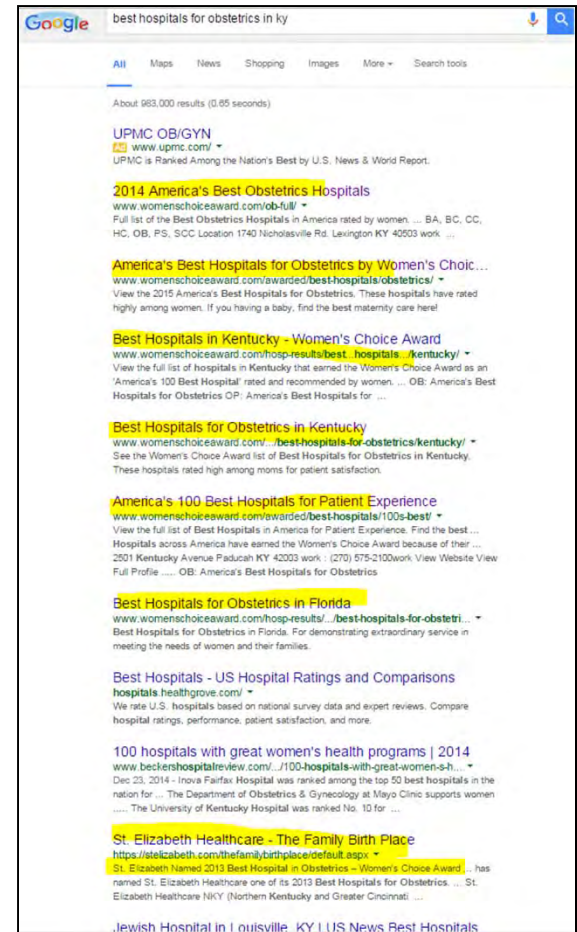 Google
best hospitals for obstetrics in ky
All Maps News Shopping Images More Search tools
About 983,000 results (0.65 seconds)
UPMC OB/GYN
Ad www.upmc.com/
UPMC is Ranked Among the Nation's Best by U.S. News & World Report.
2014 America's Best Obstetrics Hospitals
www.womenschoiceaward.com/ob-full/
Full list of the Best Obstetrics Hospitals in America rated by women. ... BA, BC, CC,
HC, OB, PS, SCC Location 1740 Nicholasville Rd. Lexington KY 40503 work ...
America's Best Hospitals for Obstetrics by Women's Choic...
www.womenschoiceaward.com/awarded/best-hospitals/obstetrics/
View the 2015 America's Best Hospitals for Obstetrics. These hospitals have rated
highly among women. If you having a baby, find the best maternity care here!
Best Hospitals in Kentucky - Women's Choice Award
www.womenschoiceaward.com/hosp-results/best...hospitals.../kentucky/
View the full list of hospitals in Kentucky that earned the Women's Choice Award as an
'America's 100 Best Hospital' rated and recommended by women. ... OB: America's Best
Hospitals for Obstetrics OP: America's Best Hospitals for ...
Best Hospitals for Obstetrics in Kentucky
www.womenschoiceaward.com/.../best-hospitals-for-obstetrics/kentucky/
See the Women's Choice Award list of Best Hospitals for Obstetrics in Kentucky.
These hospitals rated high among moms for patient satisfaction.
America's 100 Best Hospitals for Patient Experience
www.womenschoiceaward.com/awarded/best-hospitals/100s-best/
View the full list of Best Hospitals in America for Patient Experience. Find the best ...
Hospitals across America have earned the Women's Choice Award because of their ...
2501 Kentucky Avenue Paducah KY 42003 work : (270) 575-2100work View Website View
Full Profile ..... OB: America's Best Hospitals for Obstetrics
Best Hospitals for Obstetrics in Florida
www.womenschoiceaward.com/hosp-results/.../best-hospitals-for-obstetri...
Best Hospitals for Obstetrics in Florida. For demonstrating extraordinary service in
meeting the needs of women and their families.
Best Hospitals - US Hospital Ratings and Comparisons
hospitals.healthgrove.com/
We rate U.S. hospitals based on national survey data and expert reviews. Compare
hospital ratings, performance, patient satisfaction, and more.
100 hospitals with great women's health programs | 2014
www.beckershospitalreview.com/.../100-hospitals-with-great-women-s-h...
Dec 23, 2014 - Inova Fairfax Hospital was ranked among the top 50 best hospitals in the
nation for ... The Department of Obstetrics & Gynecology at Mayo Clinic supports women
..... The University of Kentucky Hospital was ranked No. 10 for ...
St. Elizabeth Healthcare - The Family Birth Place
https://stelizabeth.com/thefamilybirthplace/default.aspx
St. Elizabeth Named 2013 Best Hospital in Obstetrics – Women's Choice Award ... has
named St. Elizabeth Healthcare one of its 2013 Best Hospitals for Obstetrics. ... St.
Elizabeth Healthcare NKY (Northern Kentucky and Greater Cincinnati ...
Jewish Hospital in Louisville, KY | US News Best Hospitals